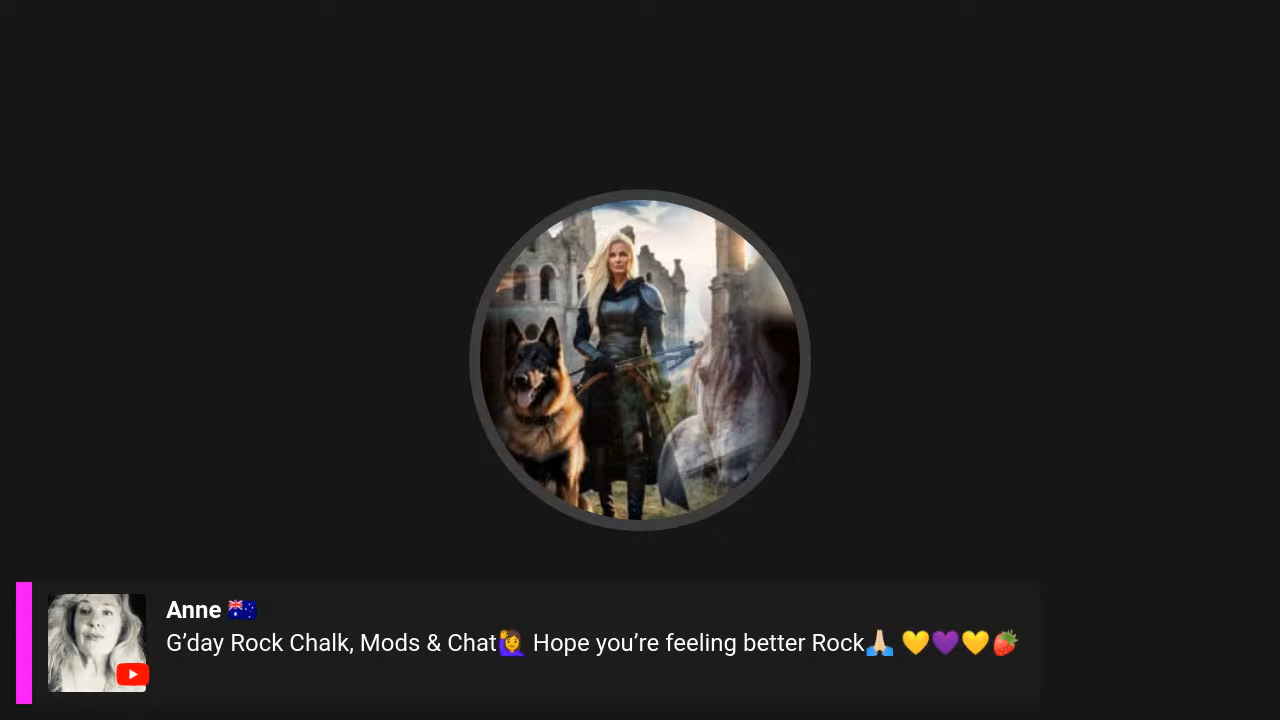 Anne 🇦🇺
G’day Rock Chalk, Mods & Chat🙋‍♀️ Hope you’re feeling better Rock🙏🏼 💛💜💛🍓